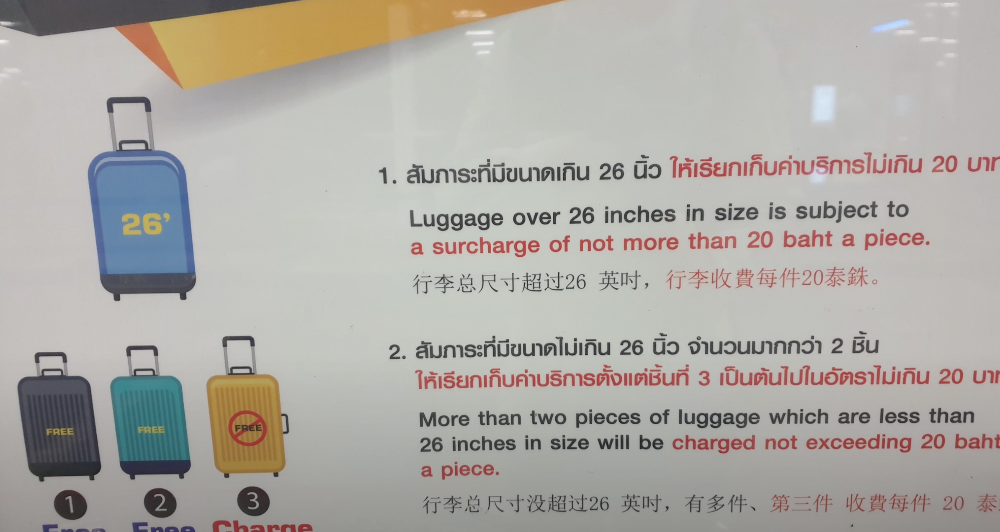 26'
1. สัมภาระที่มีขนาดเกิน 26 นิ้ว ให้เรียกเก็บค่าบริการไม่เกิน 20
Luggage over 26 inches in size is subject to
a surcharge of not more than 20 baht a piece.
行李总尺寸超过26 英吋，行李收費每件20泰銖。
2. สัมภาระที่มีขนาดไม่เกิน 26 นิ้ว จำนวนมากกว่า 2 ชิ้น
ให้เรียกเก็บค่าบริการตั้งแต่ชิ้นที่ 3 เป็นต้นไปในอัตราไม่เกิน 20
More than two pieces of luggage which are less than
26 inches in size will be charged not exceeding 20 baht
a piece.
行李总尺寸没超过26 英吋，有多件、第三件 收費每件 20 泰
FREE FREE FREE
1 2 3
Free Free Charge